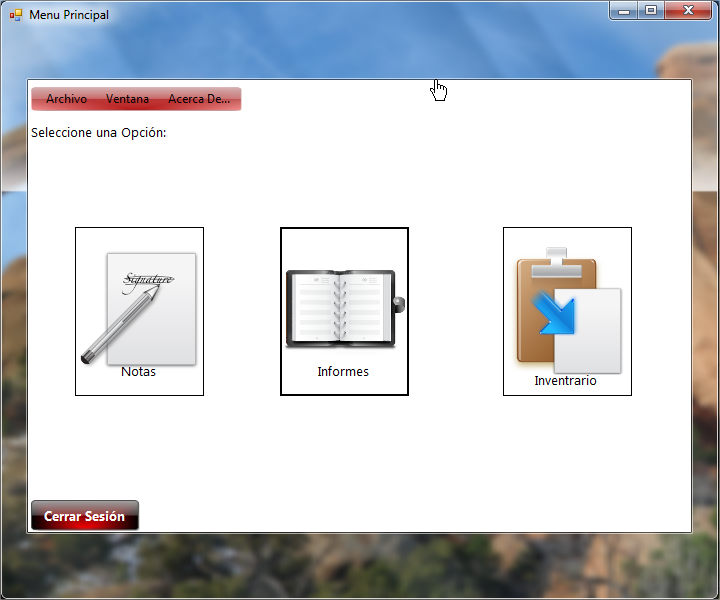 Menu Principal
Archivo Ventana Acerca De...
Seleccione una Opción:
Signature
Notas
Informes
Inventrario
Cerrar Sesión